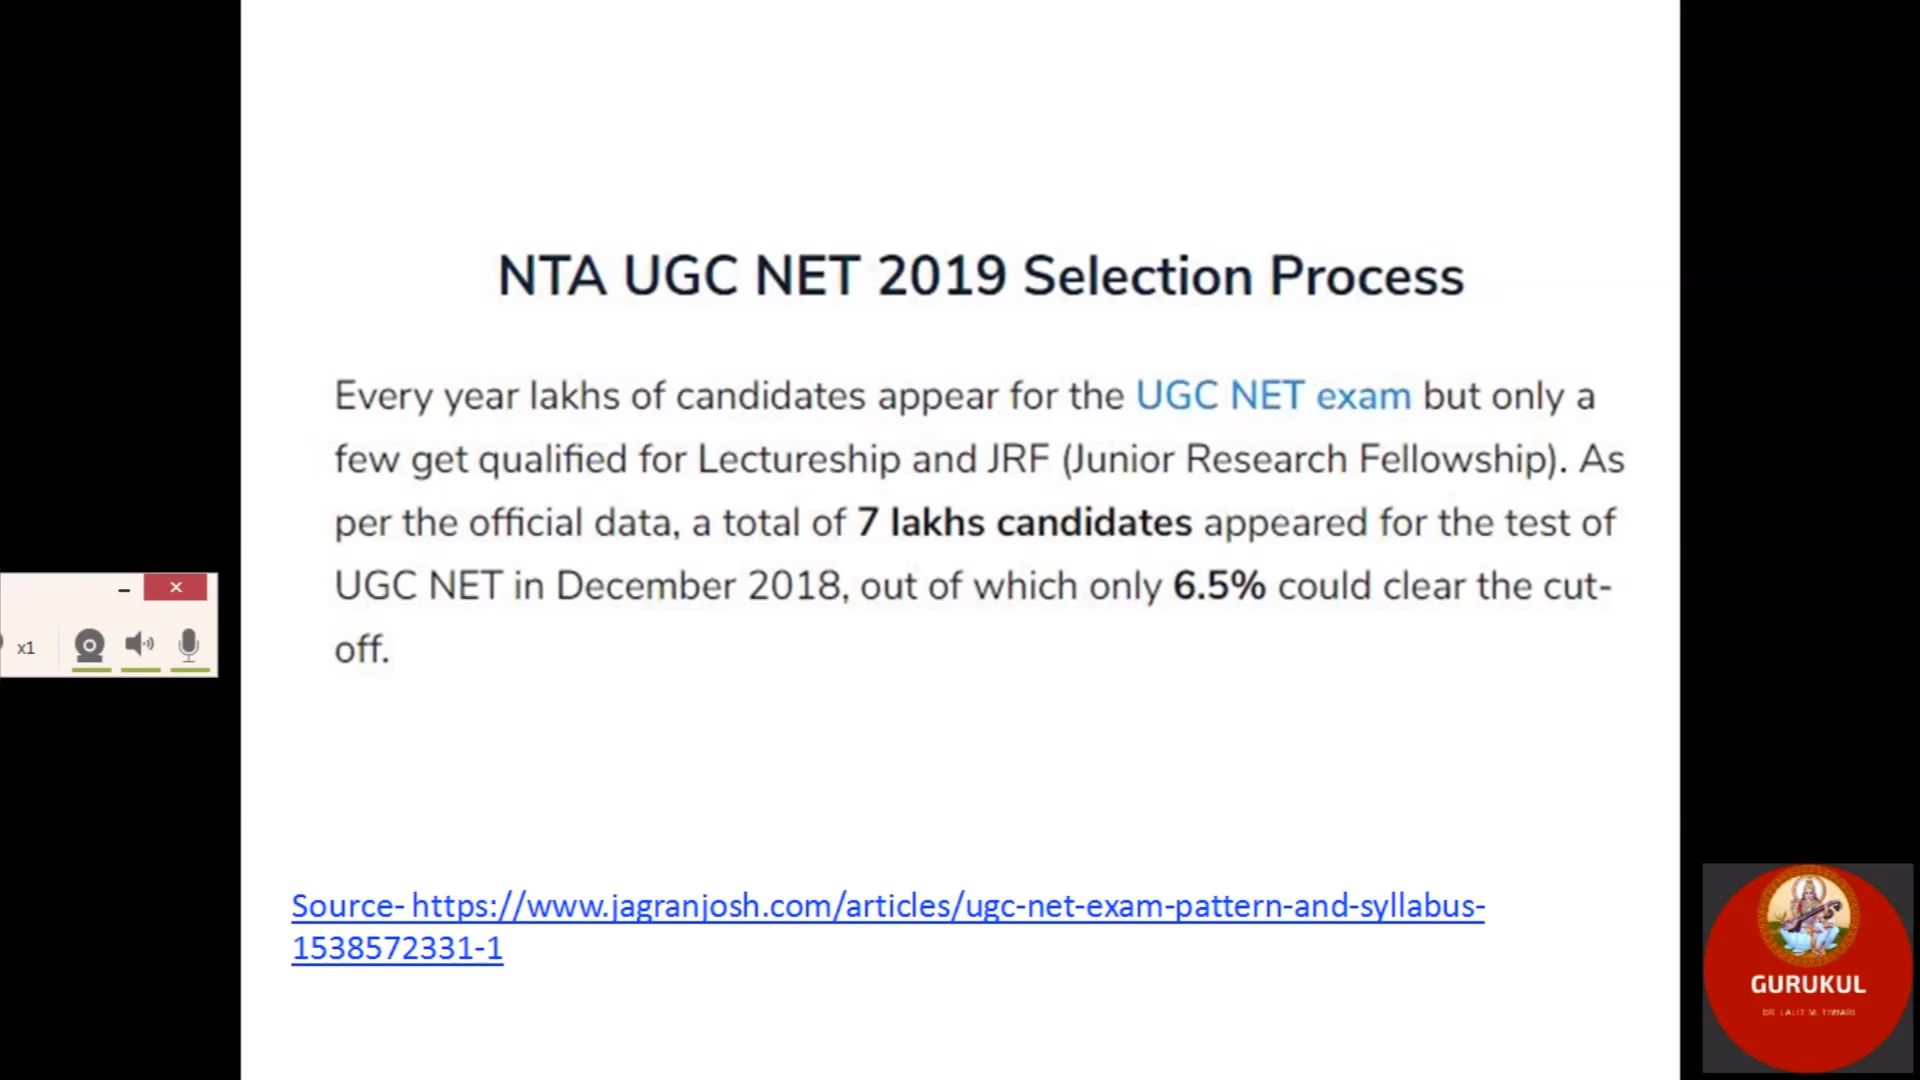 NTA UGC NET 2019 Selection Process
Every year lakhs of candidates appear for the UGC NET exam but only a
few get qualified for Lectureship and JRF (Junior Research Fellowship). As
per the official data, a total of 7 lakhs candidates appeared for the test of
UGC NET in December 2018, out of which only 6.5% could clear the cut-
off.
x1
Source- https://www.jagranjosh.com/articles/ugc-net-exam-pattern-and-syllabus-
1538572331-1
GURUKUL
DR. LALIT M. TIWARI